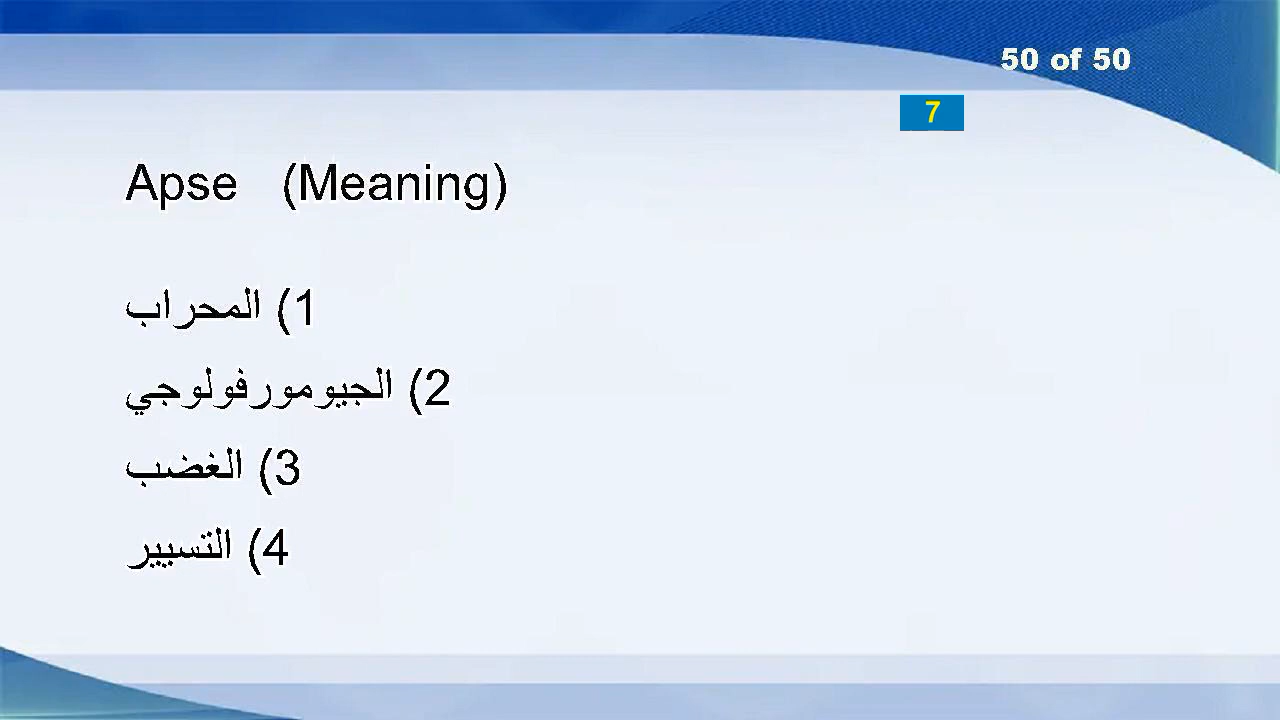 50 of 50
7
Apse (Meaning)
1) المحراب
2) الجيومورفولوجي
3) الغضب
4) التسيير